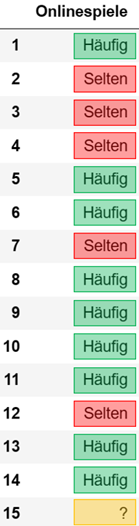 Onlinespiele
1 Häufig
2 Selten
3 Selten
4 Selten
5 Häufig
6 Häufig
7 Selten
8 Häufig
9 Häufig
10 Häufig
11 Häufig
12 Selten
13 Häufig
14 Häufig
15 ?